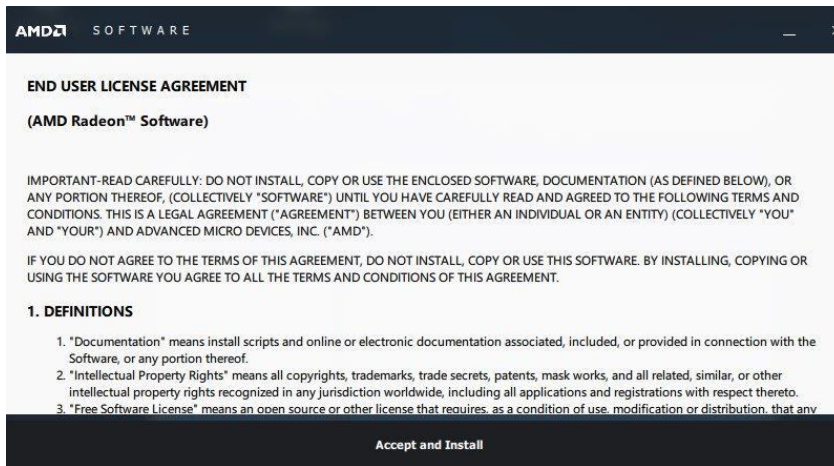 AMD SOFTWARE
END USER LICENSE AGREEMENT
(AMD Radeon™ Software)
IMPORTANT-READ CAREFULLY: DO NOT INSTALL, COPY OR USE THE ENCLOSED SOFTWARE, DOCUMENTATION (AS DEFINED BELOW), OR
ANY PORTION THEREOF, (COLLECTIVELY "SOFTWARE") UNTIL YOU HAVE CAREFULLY READ AND AGREED TO THE FOLLOWING TERMS AND
CONDITIONS. THIS IS A LEGAL AGREEMENT ("AGREEMENT") BETWEEN YOU (EITHER AN INDIVIDUAL OR AN ENTITY) (COLLECTIVELY "YOU"
AND "YOUR") AND ADVANCED MICRO DEVICES, INC. ("AMD").
IF YOU DO NOT AGREE TO THE TERMS OF THIS AGREEMENT, DO NOT INSTALL, COPY OR USE THIS SOFTWARE. BY INSTALLING, COPYING OR
USING THE SOFTWARE YOU AGREE TO ALL THE TERMS AND CONDITIONS OF THIS AGREEMENT.
1. DEFINITIONS
1. "Documentation" means install scripts and online or electronic documentation associated, included, or provided in connection with the
Software, or any portion thereof.
2. "Intellectual Property Rights" means all copyrights, trademarks, trade secrets, patents, mask works, and all related, similar, or other
intellectual property rights recognized in any jurisdiction worldwide, including all applications and registrations with respect thereto.
3. "Free Software License" means an open source or other license that requires, as a condition of use, modification or distribution, that any
Accept and Install